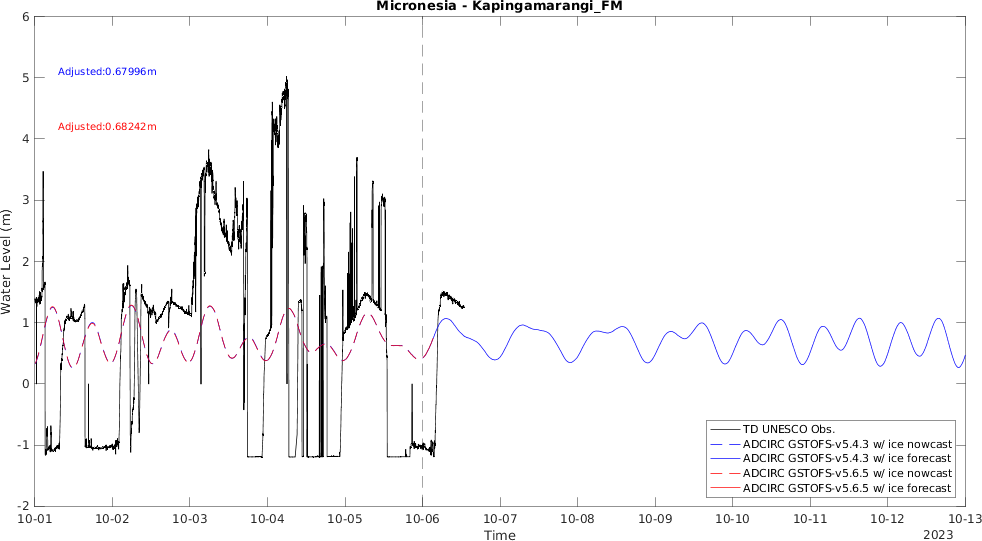 Micronesia - Kapingamarangi_FM
6
5
4
3
2
1
0
-1
-2
Water Level (m)
Adjusted:0.67996m
Adjusted:0.68242m
TD UNESCO Obs.
ADCIRC GSTOFS-v5.4.3 w/ ice nowcast
ADCIRC GSTOFS-v5.4.3 w/ ice forecast
ADCIRC GSTOFS-v5.6.5 w/ ice nowcast
ADCIRC GSTOFS-v5.6.5 w/ ice forecast
10-01 10-02 10-03 10-04 10-05 10-06 10-07 10-08 10-09 10-10 10-11 10-12 10-13
Time
2023